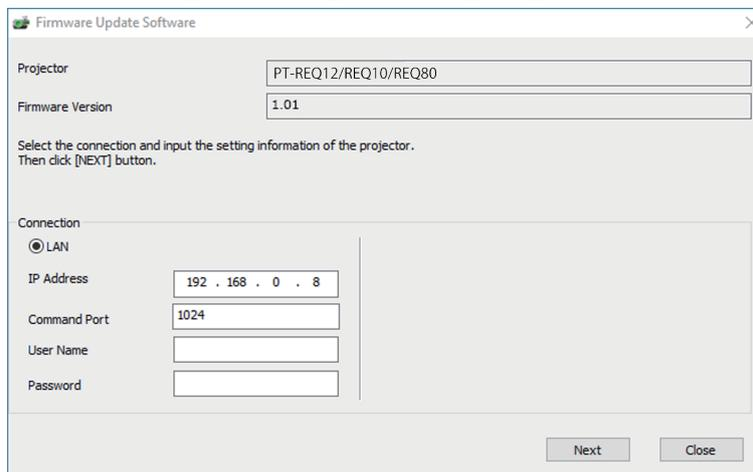 Firmware Update Software
Projector PT-REQ12/REQ10/REQ80
Firmware Version 1.01
Select the connection and input the setting information of the projector.
Then click [NEXT] button.
Connection
LAN
IP Address 192 . 168 . 0 . 8
Command Port 1024
User Name
Password
Next Close